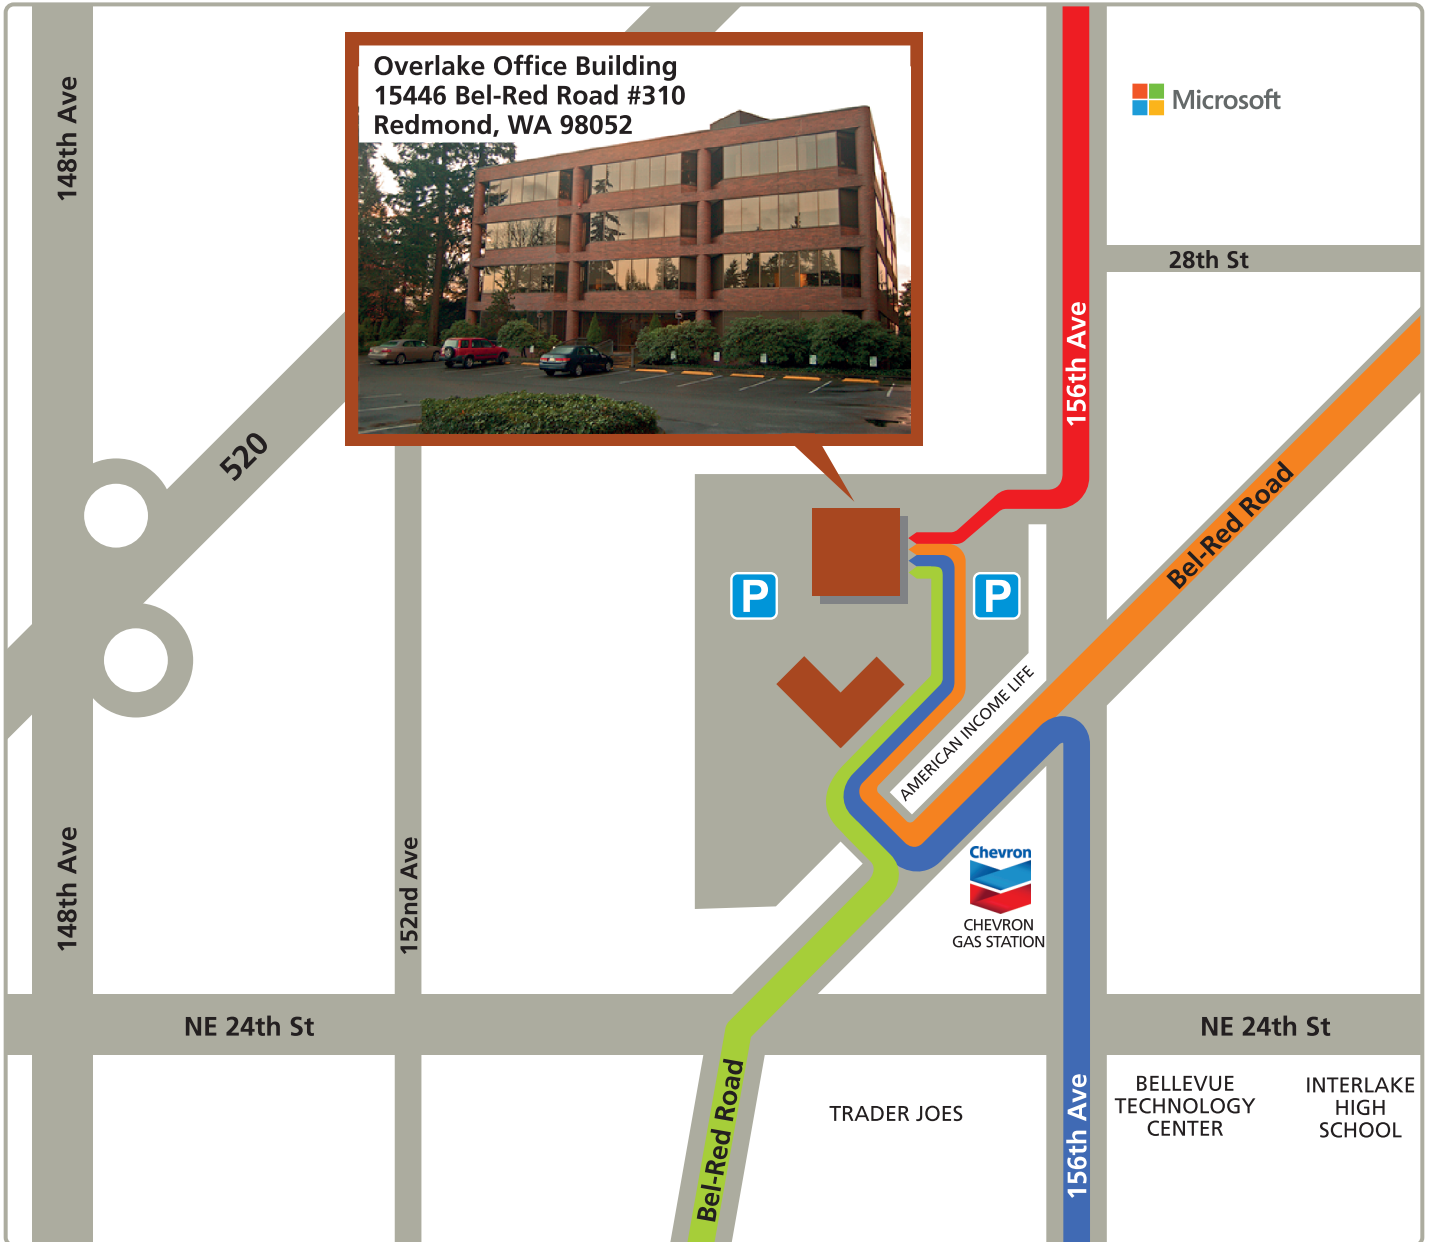 Overlake Office Building
15446 Bel-Red Road #310
Redmond, WA 98052
148th Ave
Microsoft
28th St
156th Ave
520
Bel-Red Road
P
P
AMERICAN INCOME LIFE
148th Ave
152nd Ave
Chevron
CHEVRON
GAS STATION
NE 24th St
NE 24th St
Bel-Red Road
TRADER JOES
156th Ave
BELLEVUE
TECHNOLOGY
CENTER
INTERLAKE
HIGH
SCHOOL